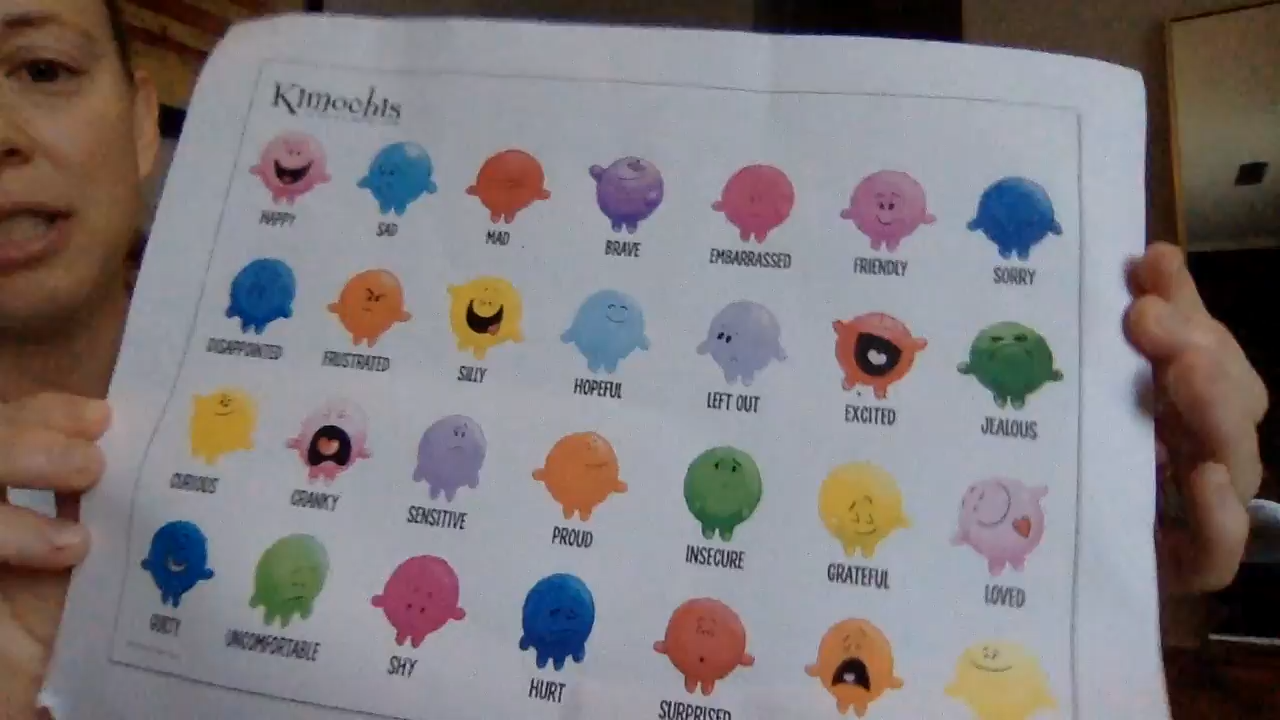 Kimochis
HAPPY SAD MAD BRAVE EMBARRASSED FRIENDLY SORRY
DISAPPOINTED FRUSTRATED SILLY HOPEFUL LEFT OUT EXCITED JEALOUS
CURIOUS CRANKY SENSITIVE PROUD INSECURE GRATEFUL LOVED
GUILTY UNCOMFORTABLE SHY HURT SURPRISED